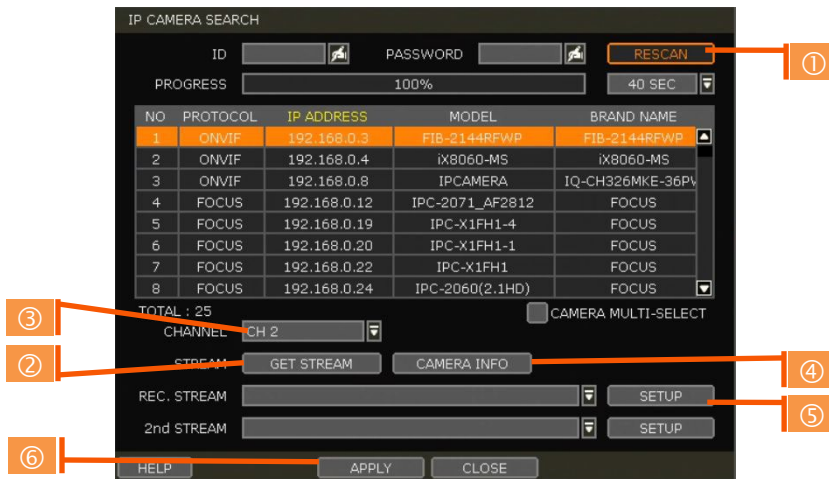 IP CAMERA SEARCH
ID PASSWORD RESCAN ①
PROGRESS 100% 40 SEC
NO PROTOCOL IP ADDRESS MODEL BRAND NAME
1 ONVIF 192.168.0.3 FIB-2144RFWP FIB-2144RFWP
2 ONVIF 192.168.0.4 iX8060-MS iX8060-MS
3 ONVIF 192.168.0.8 IPCAMERA IQ-CH326MKE-36PV
4 FOCUS 192.168.0.12 IPC-2071_AF2812 FOCUS
5 FOCUS 192.168.0.19 IPC-X1FH1-4 FOCUS
6 FOCUS 192.168.0.20 IPC-X1FH1-1 FOCUS
7 FOCUS 192.168.0.22 IPC-X1FH1 FOCUS
8 FOCUS 192.168.0.24 IPC-2060(2.1HD) FOCUS
TOTAL : 25 CAMERA MULTI-SELECT
③ CHANNEL CH 2
② STREAM GET STREAM CAMERA INFO ④
REC. STREAM SETUP ⑤
2nd STREAM SETUP
⑥ HELP APPLY CLOSE